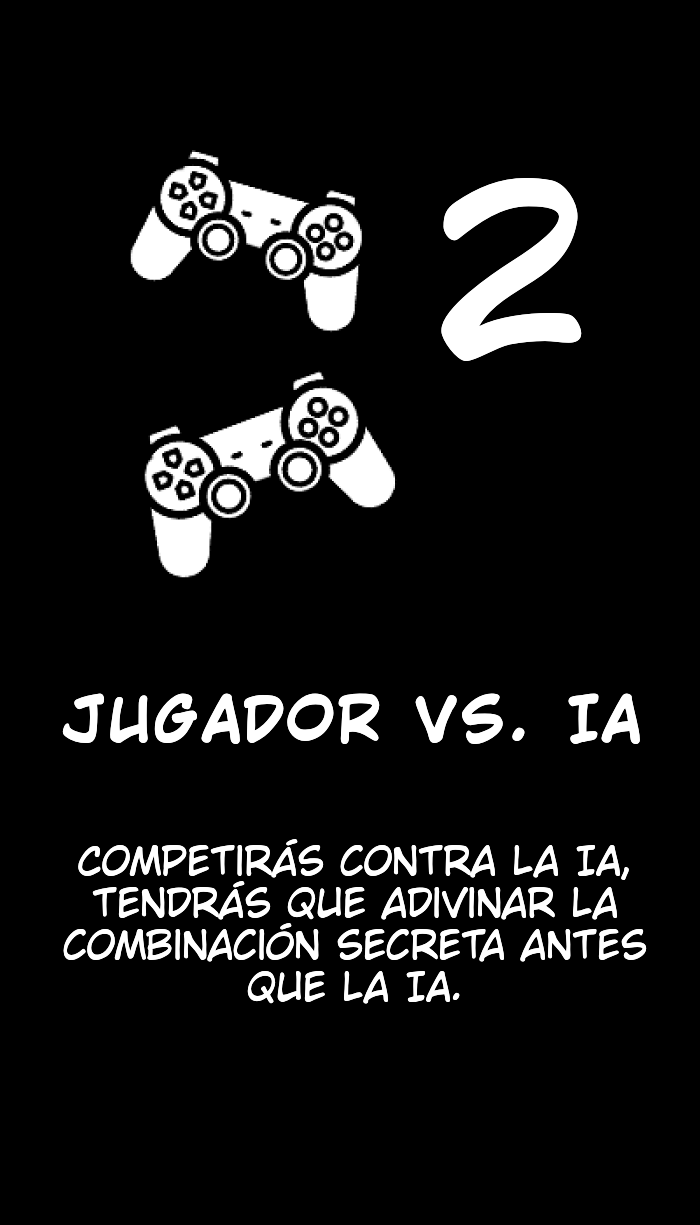 2
JUGADOR VS. IA
COMPETIRÁS CONTRA LA IA,
TENDRÁS QUE ADIVINAR LA
COMBINACIÓN SECRETA ANTES
QUE LA IA.